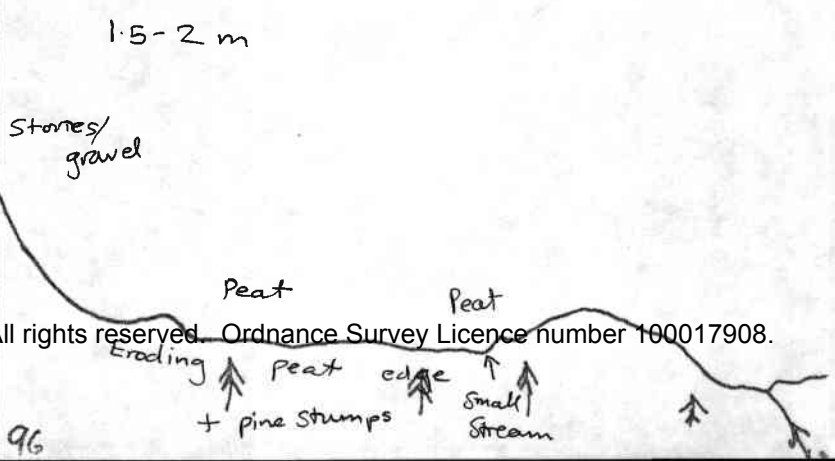 1.5-2 m
Stones/
gravel
Peat
Peat
All rights reserved. Ordnance Survey Licence number 100017908.
Eroding peat edge
+ pine stumps
Small
Stream
96